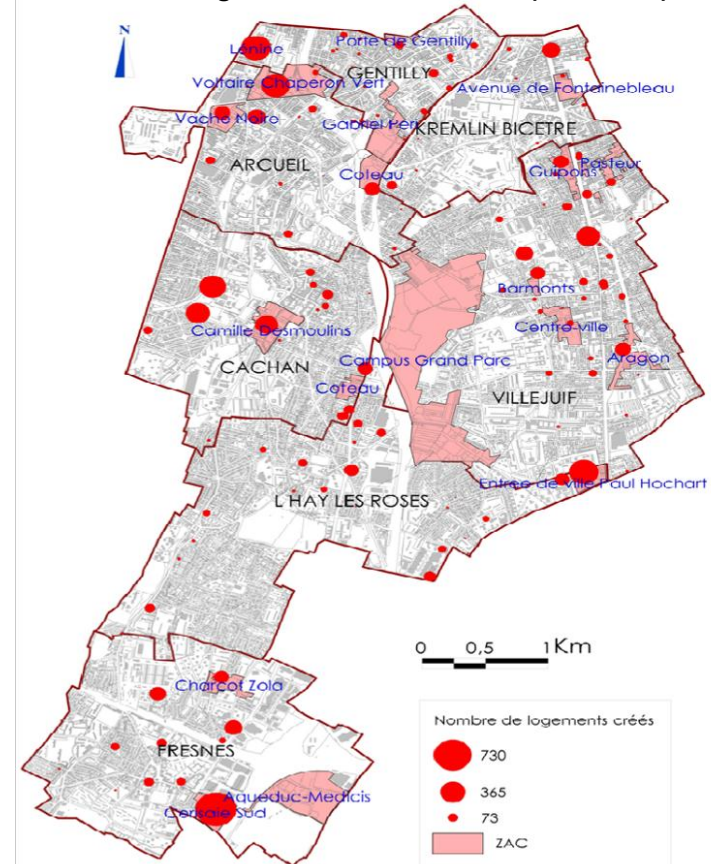 N
Lénine
Porte de Gentilly
GENTILLY
Voltaire Chaperon Vert
Avenue de Fontainebleau
Vache Noire
Gabriel Péri
KREMLIN BICETRE
ARCUEIL
Coteau
Guipons
Pasteur
Barmonts
Camille Desmoulins
Centre-ville
CACHAN
Campus Grand Parc
Aragon
Coteau
VILLEJUIF
Entrée de ville Paul Hochart
L'HAY LES ROSES
0 0,5 1 Km
Charcot Zola
FRESNES
Aqueduc-Medicis
Cerisaie Sud
Nombre de logements créés
730
365
73
ZAC